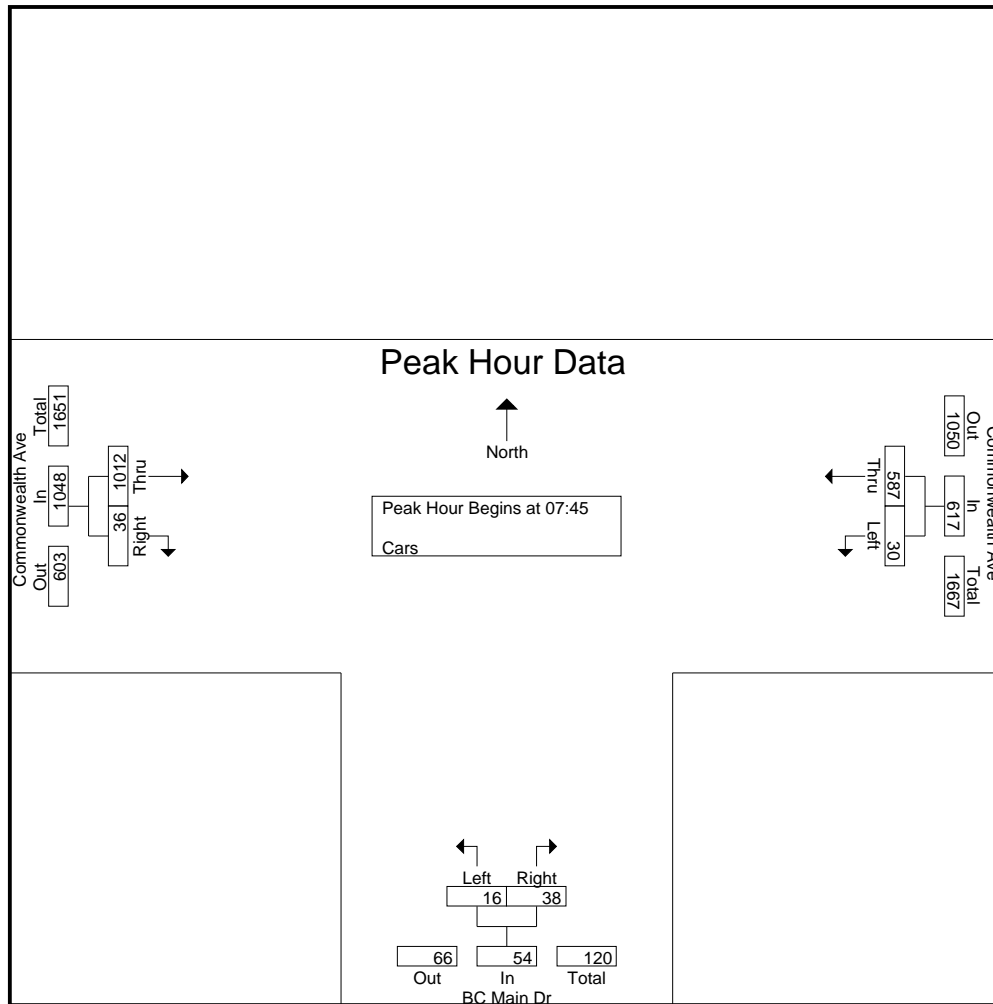 Peak Hour Data
North
Peak Hour Begins at 07:45
Cars
Commonwealth Ave
Out In Total
603 1048 1651
Right Thru
36 1012
Commonwealth Ave
Out In Total
1050 617 1667
Thru Left
587 30
Left Right
16 38
66 54 120
Out In Total
BC Main Dr